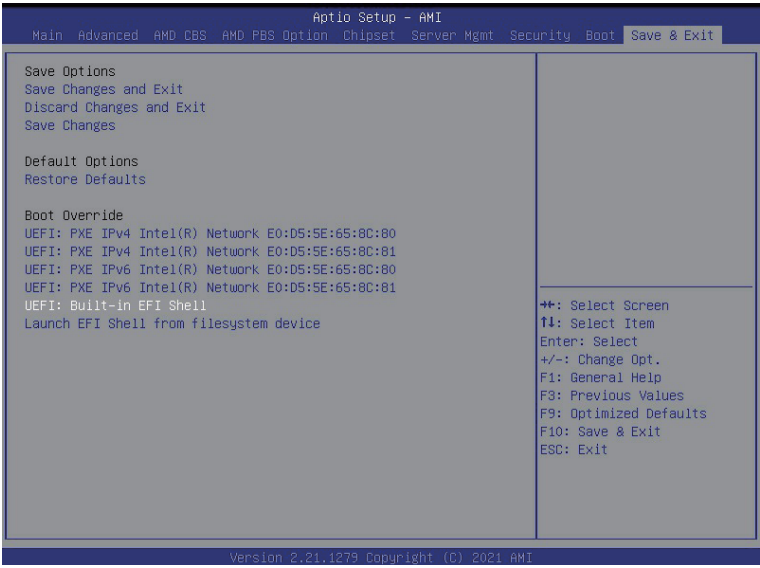 Aptio Setup – AMI
Main Advanced AMD CBS AMD PBS Option Chipset Server Mgmt Security Boot Save & Exit
Save Options
Save Changes and Exit
Discard Changes and Exit
Save Changes
Default Options
Restore Defaults
Boot Override
UEFI: PXE IPv4 Intel(R) Network E0:D5:5E:65:8C:80
UEFI: PXE IPv4 Intel(R) Network E0:D5:5E:65:8C:81
UEFI: PXE IPv6 Intel(R) Network E0:D5:5E:65:8C:80
UEFI: PXE IPv6 Intel(R) Network E0:D5:5E:65:8C:81
UEFI: Built-in EFI Shell
Launch EFI Shell from filesystem device
→←: Select Screen
↑↓: Select Item
Enter: Select
+/-: Change Opt.
F1: General Help
F3: Previous Values
F9: Optimized Defaults
F10: Save & Exit
ESC: Exit
Version 2.21.1279 Copyright (C) 2021 AMI